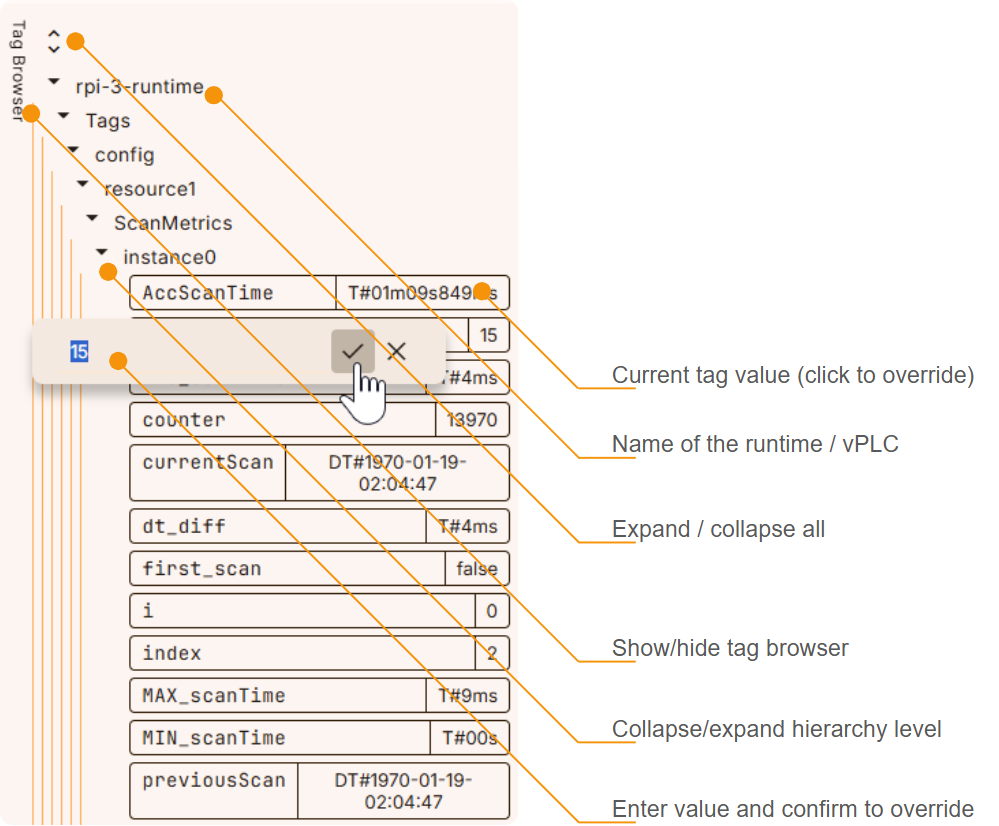 Tag Browser
rpi-3-runtime
Tags
config
resource1
ScanMetrics
instance0
AccScanTime
15
15
T#4ms
counter 13970
currentScan DT#1970-01-19-
02:04:47
dt_diff T#4ms
first_scan false
i 0
index 2
MAX_scanTime T#9ms
MIN_scanTime T#00s
previousScan DT#1970-01-19-
02:04:47
Current tag value (click to override)
Name of the runtime / vPLC
Expand / collapse all
Show/hide tag browser
Collapse/expand hierarchy level
Enter value and confirm to override